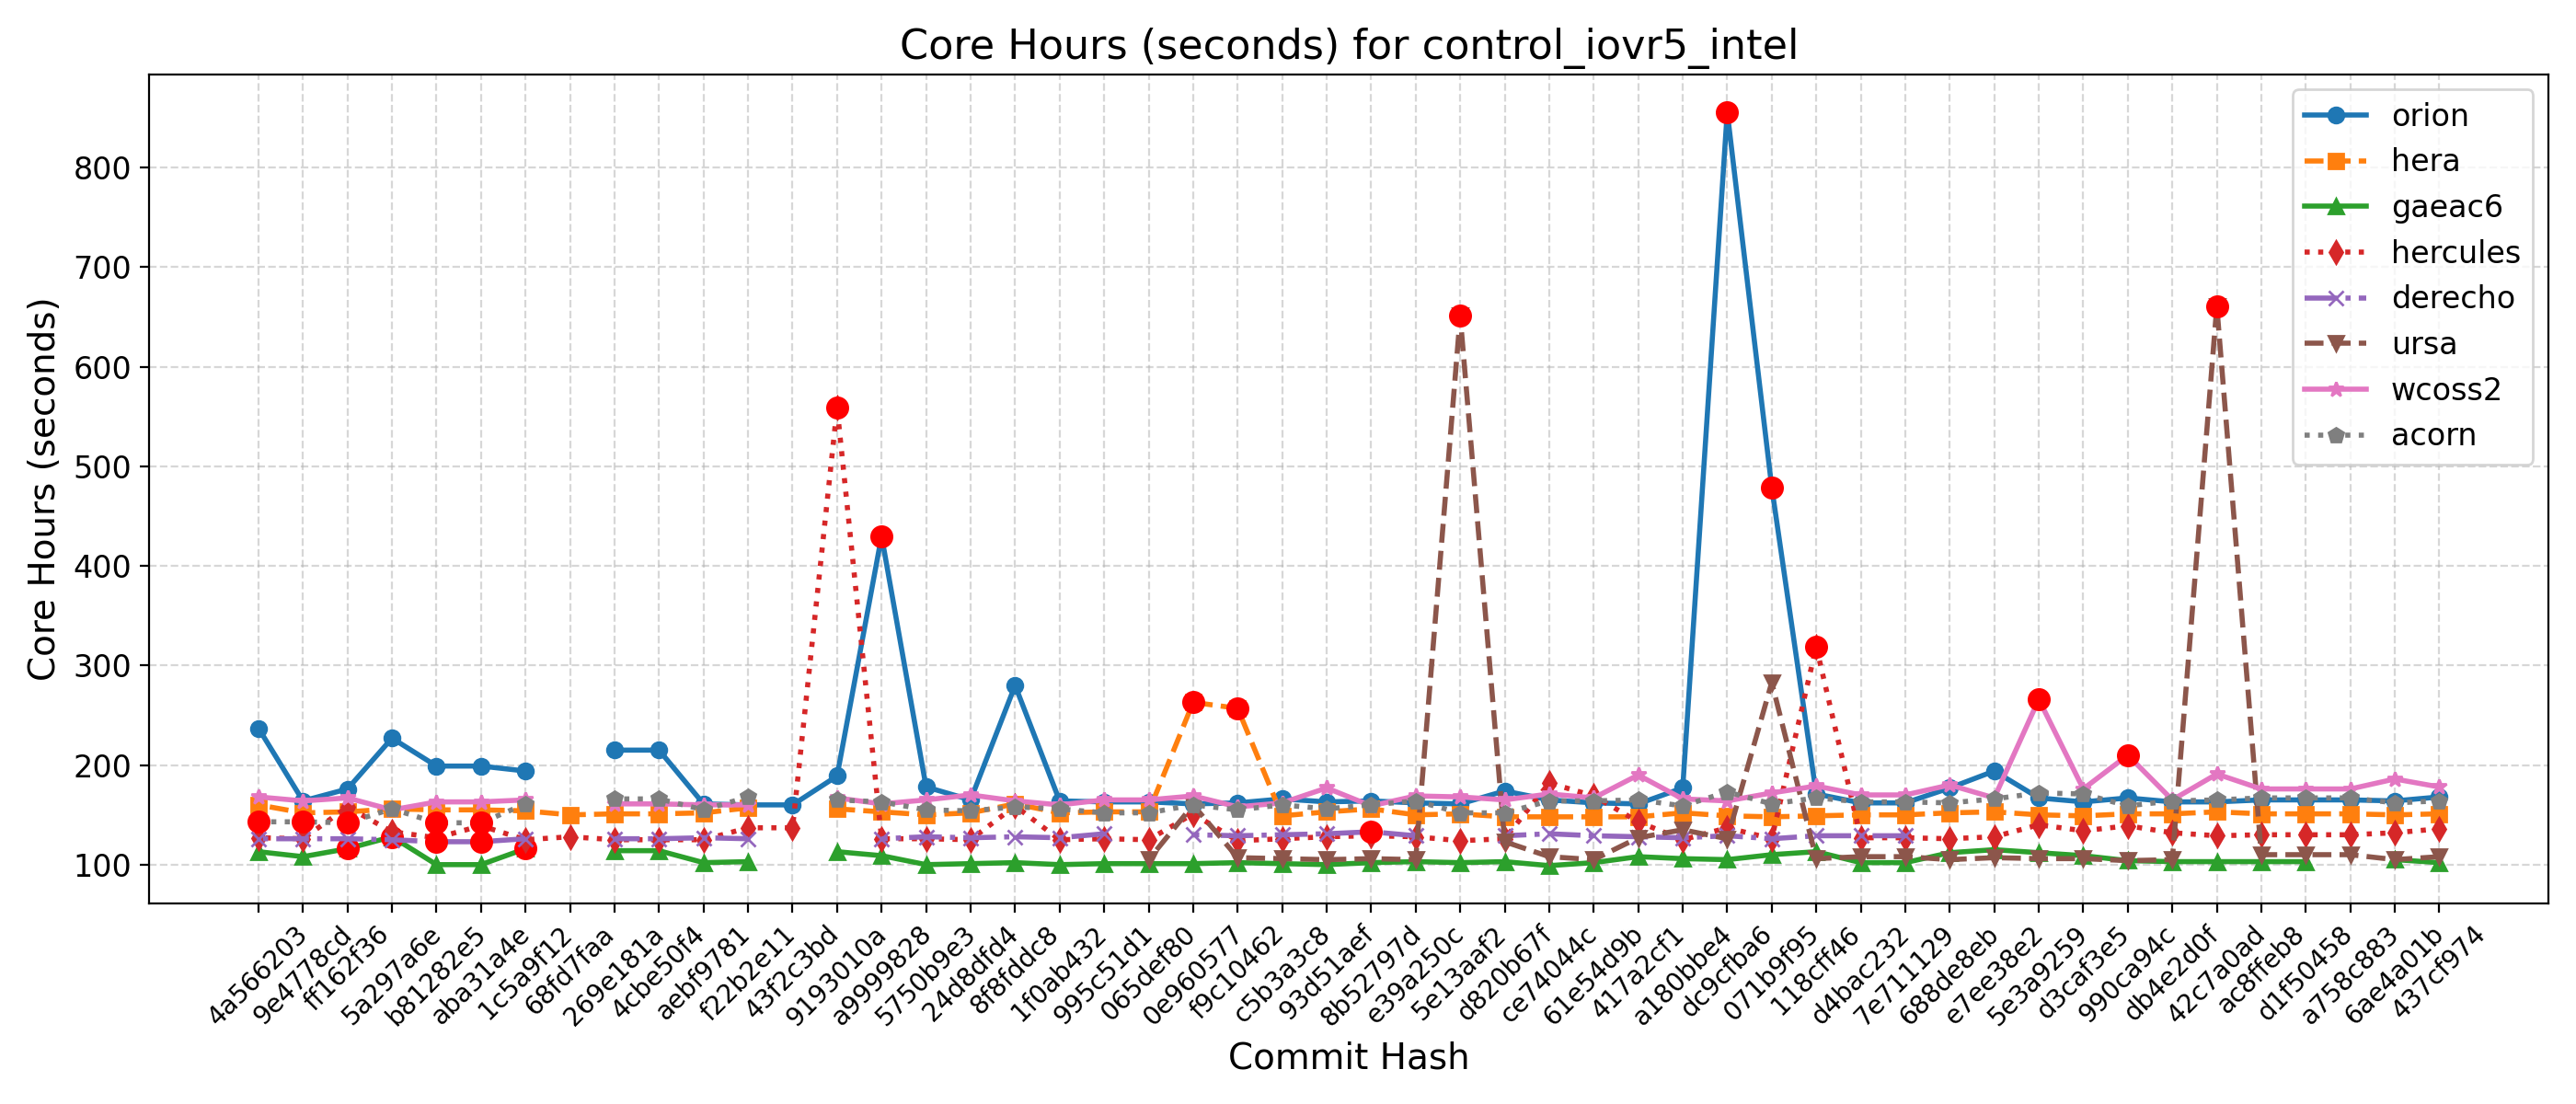 Core Hours (seconds) for control_iovr5_intel
Core Hours (seconds)
800
700
600
500
400
300
200
100
orion
hera
gaeac6
hercules
derecho
ursa
wcoss2
acorn
4a566203
9e4778cd
ff162f36
5a297a6e
b81282e5
aba31a4e
1c5a9f12
68fd7faa
269e181a
4cbe50f4
aebf9781
f22b2e11
43f2c3bd
9193010a
a9999828
5750b9e3
24d8dfd4
8f8fddc8
1f0ab432
995c51d1
065def80
0e960577
f9c10462
c5b3a3c8
93d51aef
8b52797d
e39a250c
5e13aaf2
d820b67f
ce74044c
61e54d9b
417a2cf1
a180bbe4
dc9cfba6
071b9f95
118cff46
d4bac232
7e711129
688de8eb
e7ee38e2
5e3a9259
d3caf3e5
990ca94c
db4e2d0f
42c7a0ad
ac8ffeb8
d1f50458
a758c883
6ae4a01b
437cf974
Commit Hash